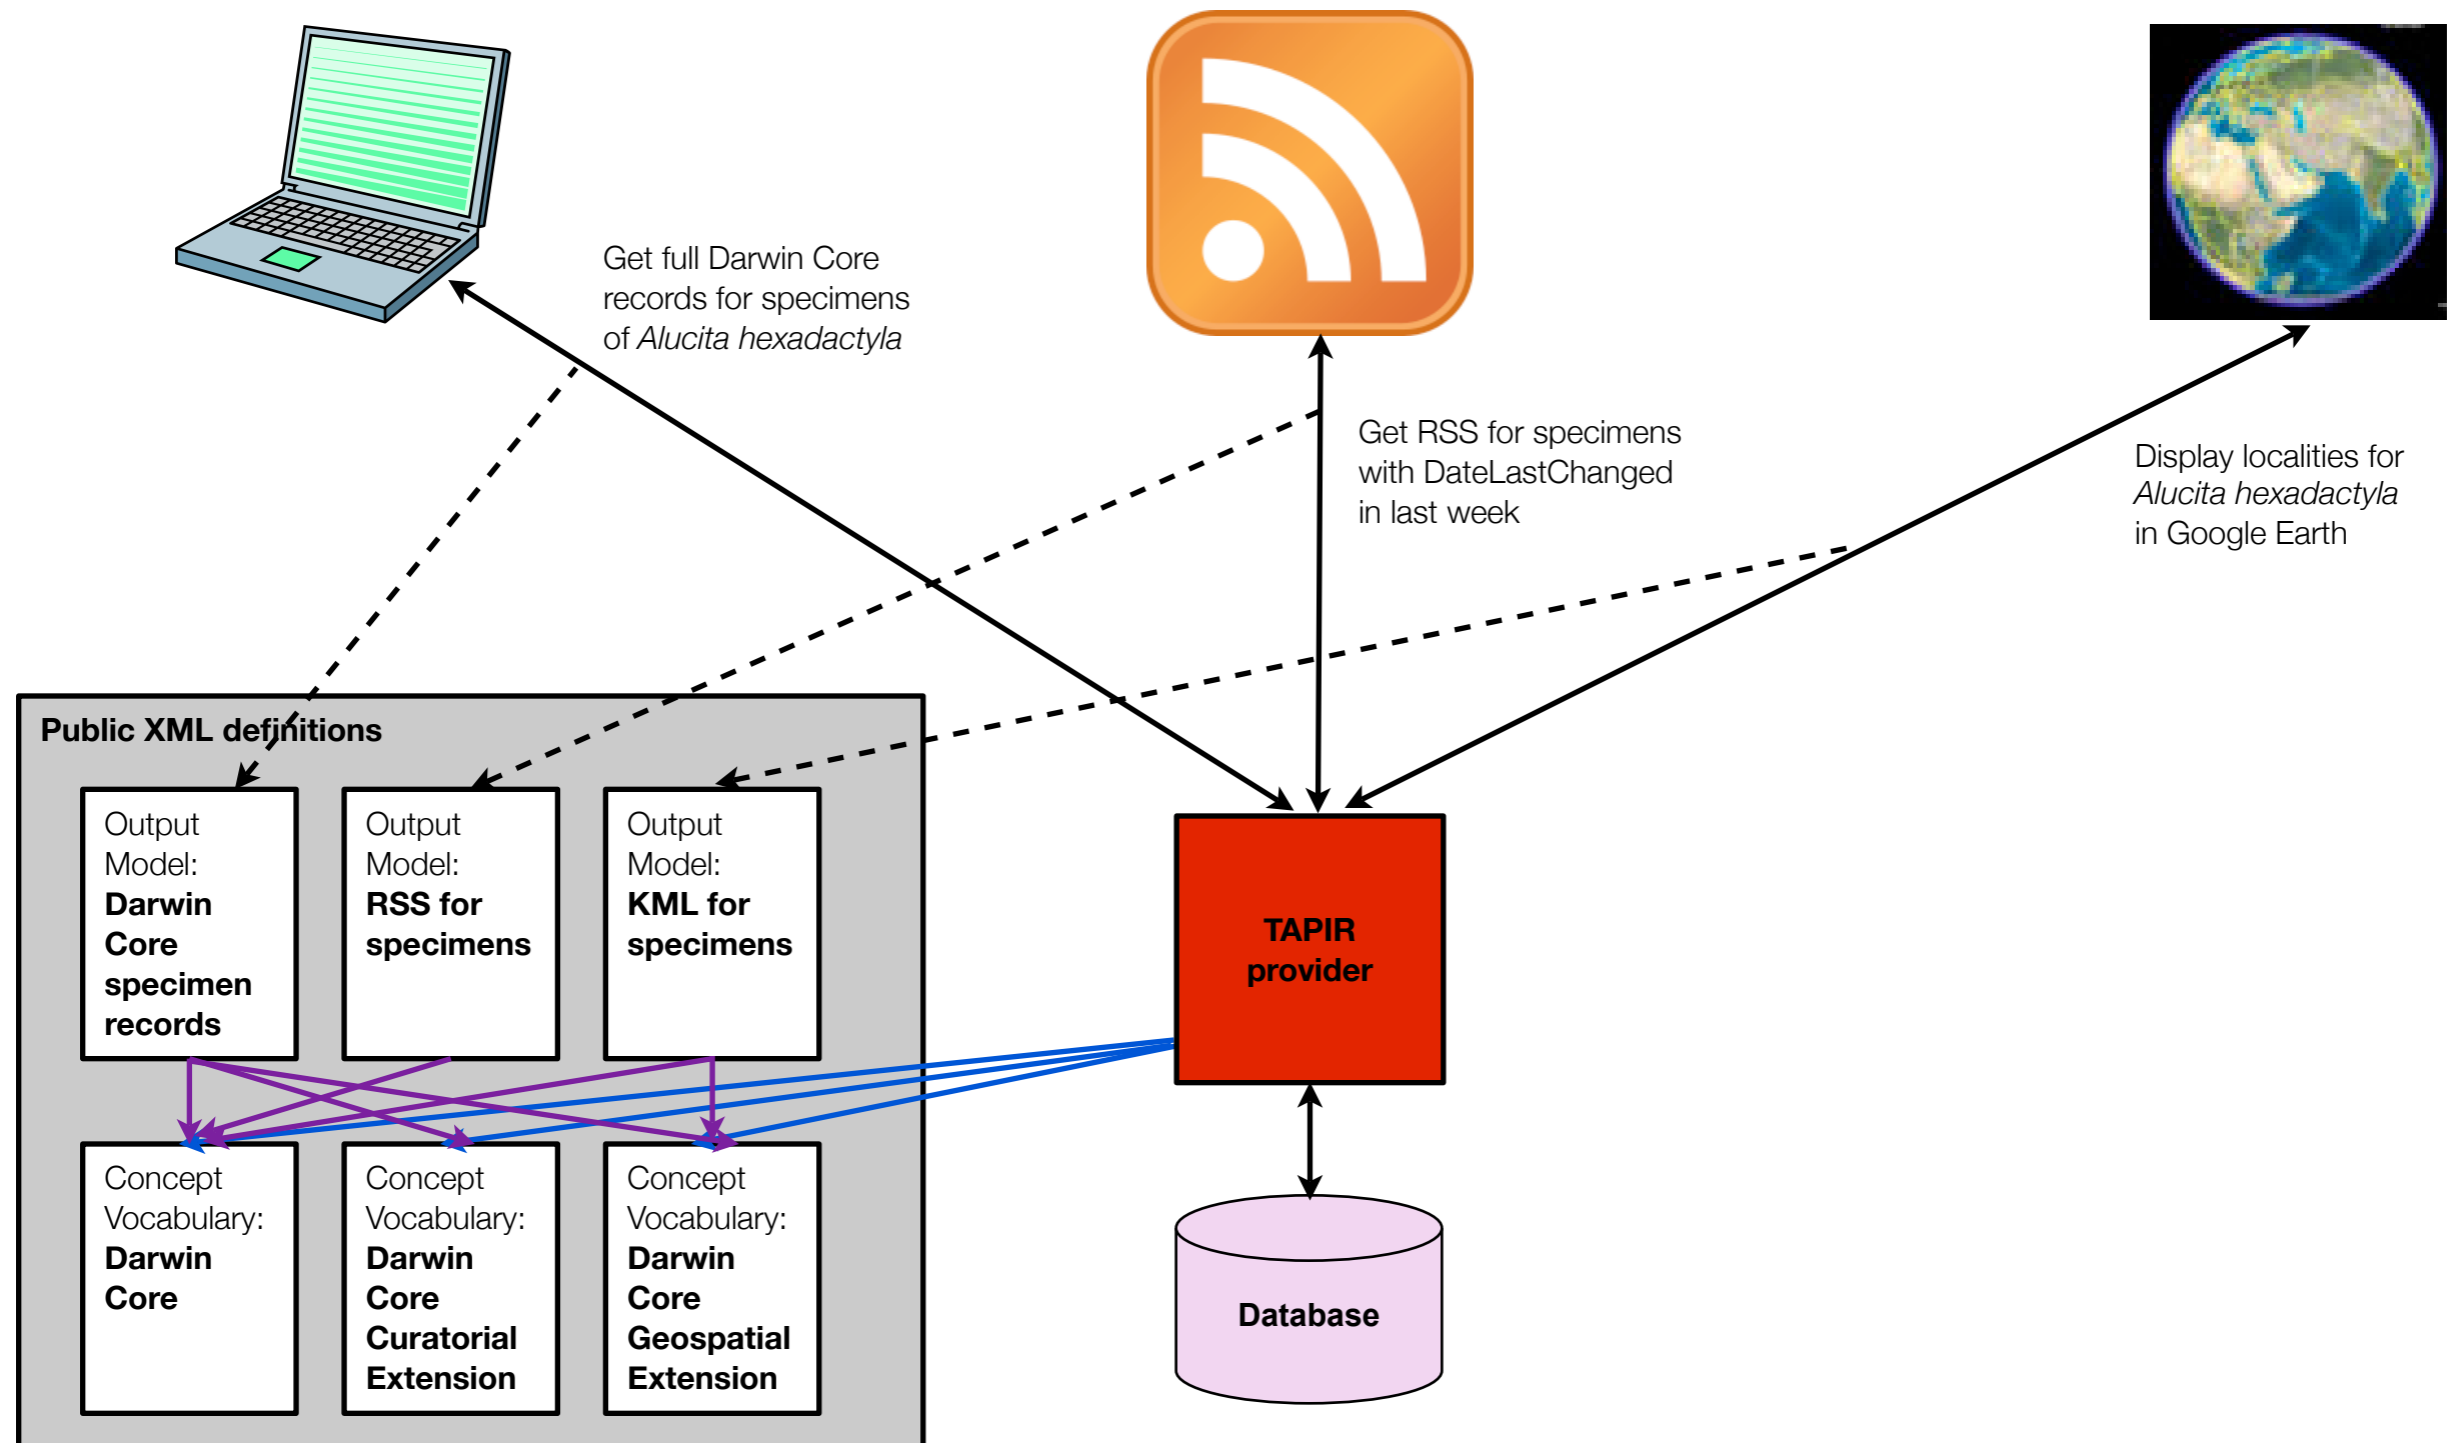 Get full Darwin Core
records for specimens
of Alucita hexadactyla
Get RSS for specimens
with DateLastChanged
in last week
Display localities for
Alucita hexadactyla
in Google Earth
Public XML definitions
Output
Model:
Darwin
Core
specimen
records
Output
Model:
RSS for
specimens
Output
Model:
KML for
specimens
TAPIR
provider
Concept
Vocabulary:
Darwin
Core
Concept
Vocabulary:
Darwin
Core
Curatorial
Extension
Concept
Vocabulary:
Darwin
Core
Geospatial
Extension
Database